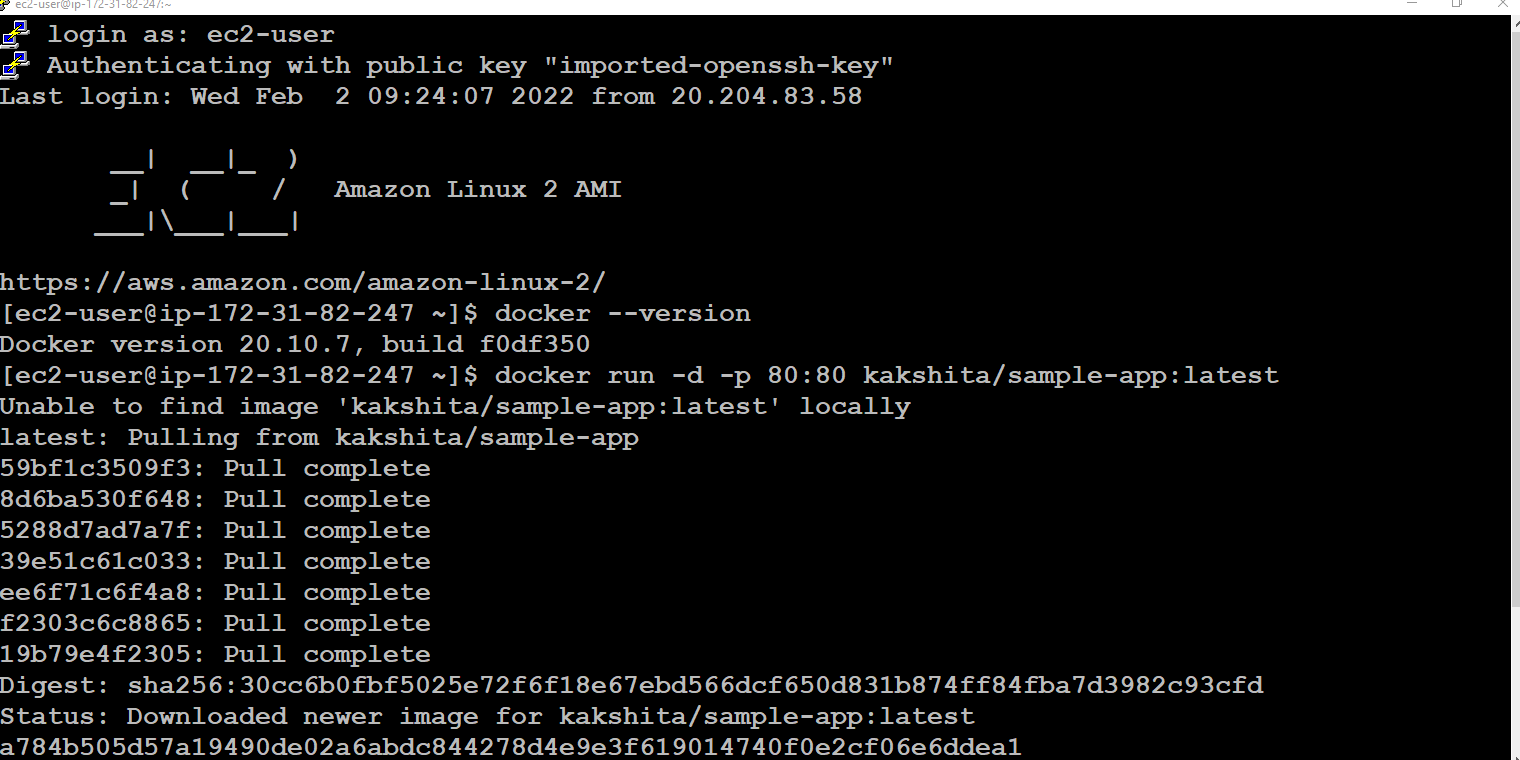 ec2-user@ip-172-31-82-247:~
login as: ec2-user
Authenticating with public key "imported-openssh-key"
Last login: Wed Feb  2 09:24:07 2022 from 20.204.83.58
       __|  __|_  )
       _|  (     /   Amazon Linux 2 AMI
      ___|\___|___|
https://aws.amazon.com/amazon-linux-2/
[ec2-user@ip-172-31-82-247 ~]$ docker --version
Docker version 20.10.7, build f0df350
[ec2-user@ip-172-31-82-247 ~]$ docker run -d -p 80:80 kakshita/sample-app:latest
Unable to find image 'kakshita/sample-app:latest' locally
latest: Pulling from kakshita/sample-app
59bf1c3509f3: Pull complete
8d6ba530f648: Pull complete
5288d7ad7a7f: Pull complete
39e51c61c033: Pull complete
ee6f71c6f4a8: Pull complete
f2303c6c8865: Pull complete
19b79e4f2305: Pull complete
Digest: sha256:30cc6b0fbf5025e72f6f18e67ebd566dcf650d831b874ff84fba7d3982c93cfd
Status: Downloaded newer image for kakshita/sample-app:latest
a784b505d57a19490de02a6abdc844278d4e9e3f619014740f0e2cf06e6ddea1